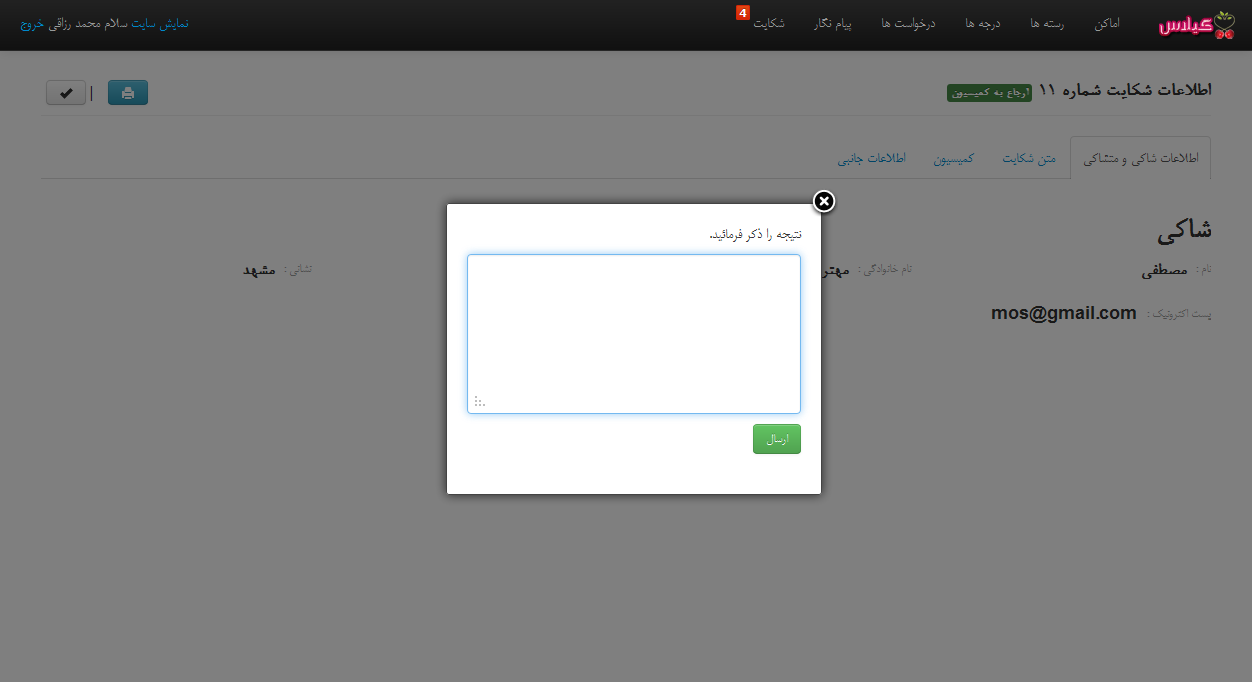 گیلاس اماکن رسته ها درجه ها درخواست ها پیام نگار شکایت 4 نمایش سایت سلام محمد رزاقی خروج
اطلاعات شکایت شماره ۱۱ ارجاع به کمیسیون |
اطلاعات شاکی و متشاکی متن شکایت کمیسیون اطلاعات جانبی
نتیجه را ذکر فرمائید.
ارسال
شاکی
نام : مصطفی نام خانوادگی : مهتر نشانی : مشهد
پست اکترونیک : mos@gmail.com